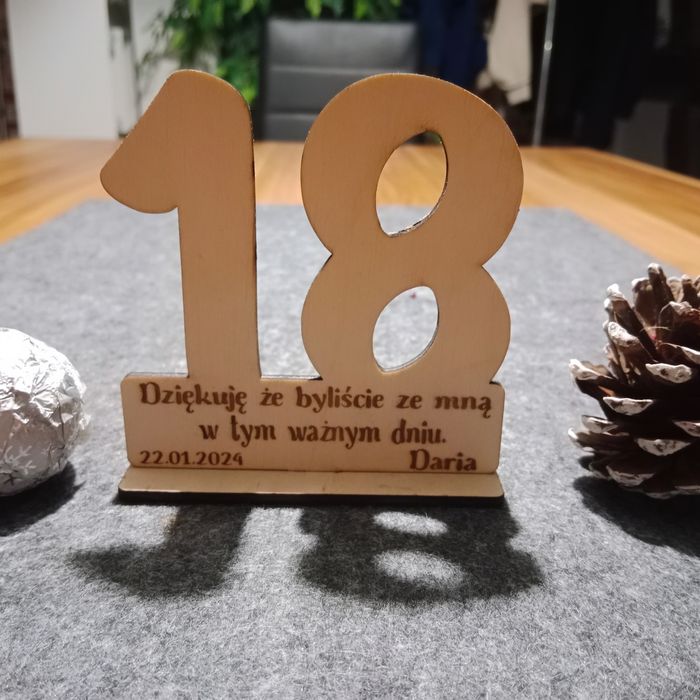 18
Dziękuję że byliście ze mną
w tym ważnym dniu.
22.01.2024 Daria